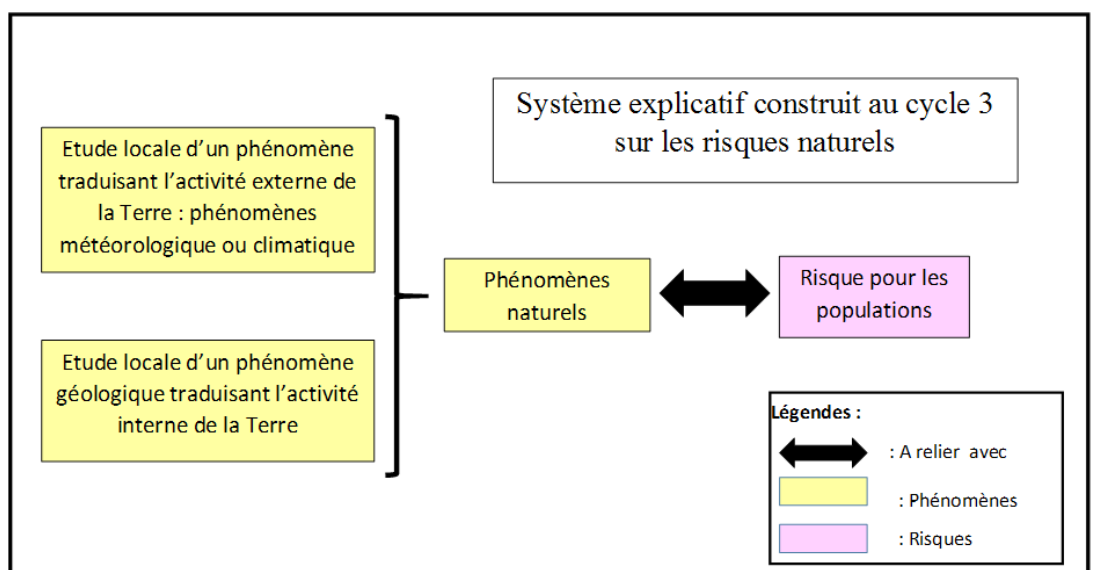 Système explicatif construit au cycle 3
sur les risques naturels
Etude locale d'un phénomène
traduisant l'activité externe de
la Terre : phénomènes
météorologique ou climatique
Phénomènes
naturels
Risque pour les
populations
Etude locale d'un phénomène
géologique traduisant l'activité
interne de la Terre
Légendes :
: A relier avec
: Phénomènes
: Risques